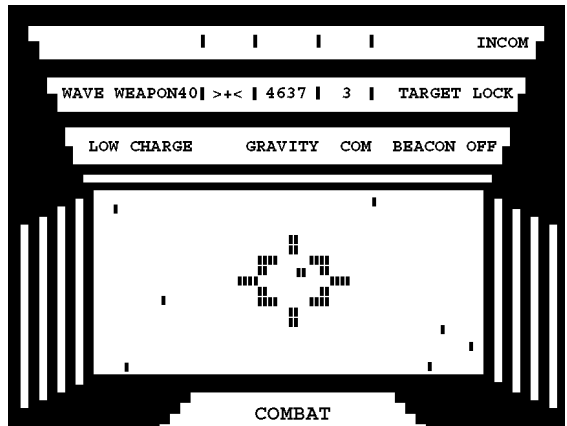 INCOM
WAVE WEAPON40 >+< 4637 3 TARGET LOCK
LOW CHARGE GRAVITY COM BEACON OFF
COMBAT